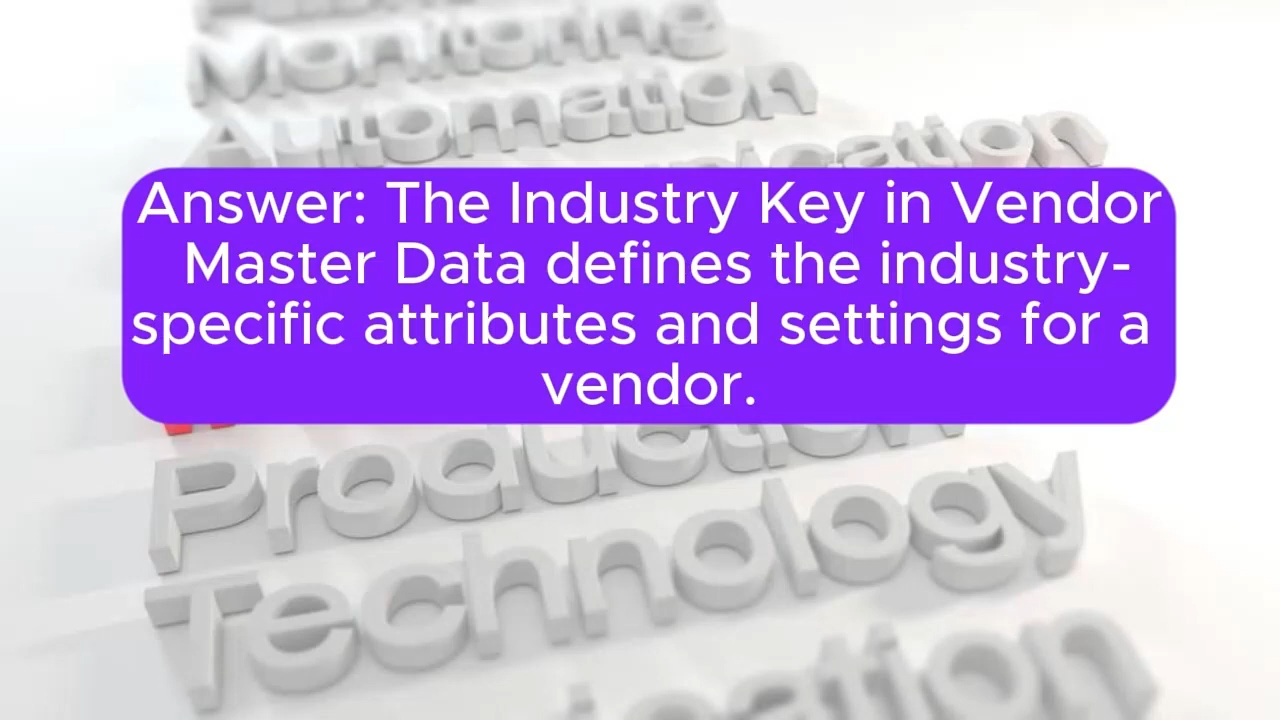 Monitoring
Automation
Answer: The Industry Key in Vendor
Master Data defines the industry-
specific attributes and settings for a
vendor.
Production
Technology